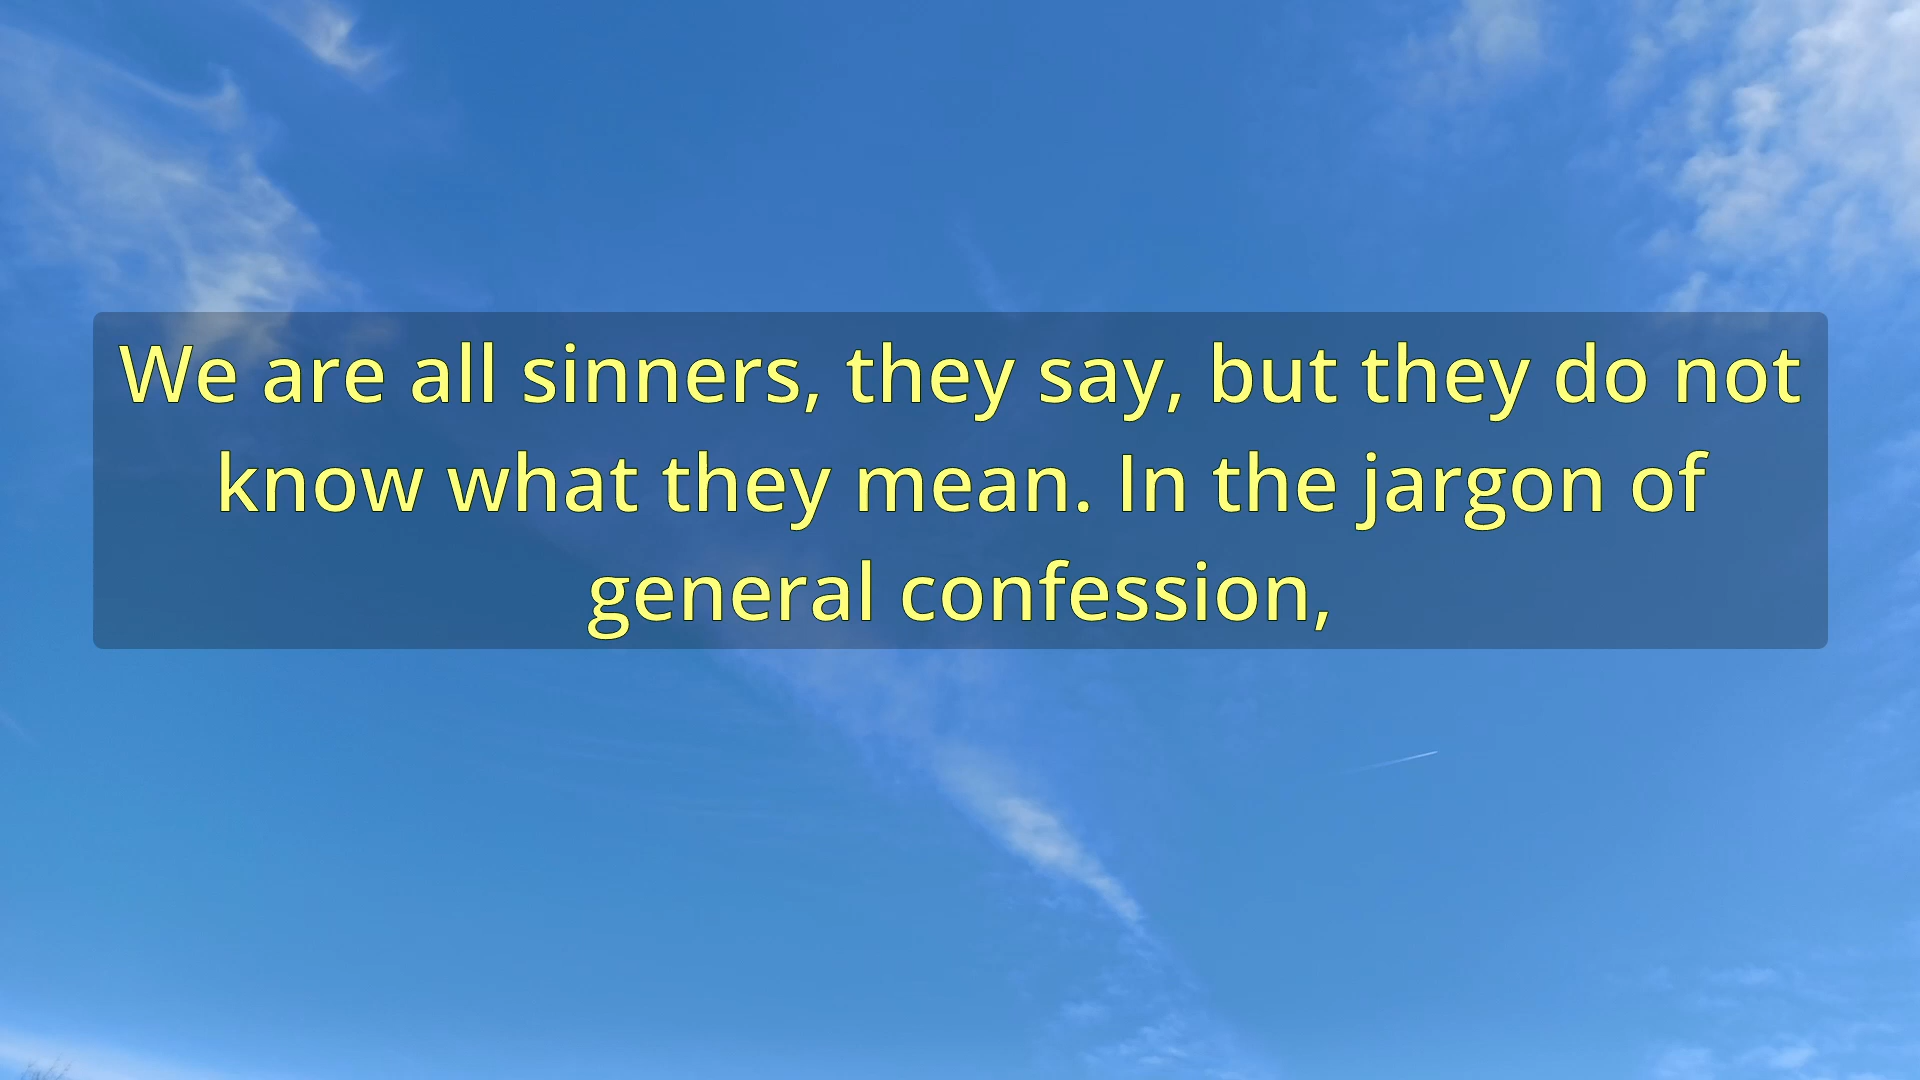 We are all sinners, they say, but they do not
know what they mean. In the jargon of
general confession,